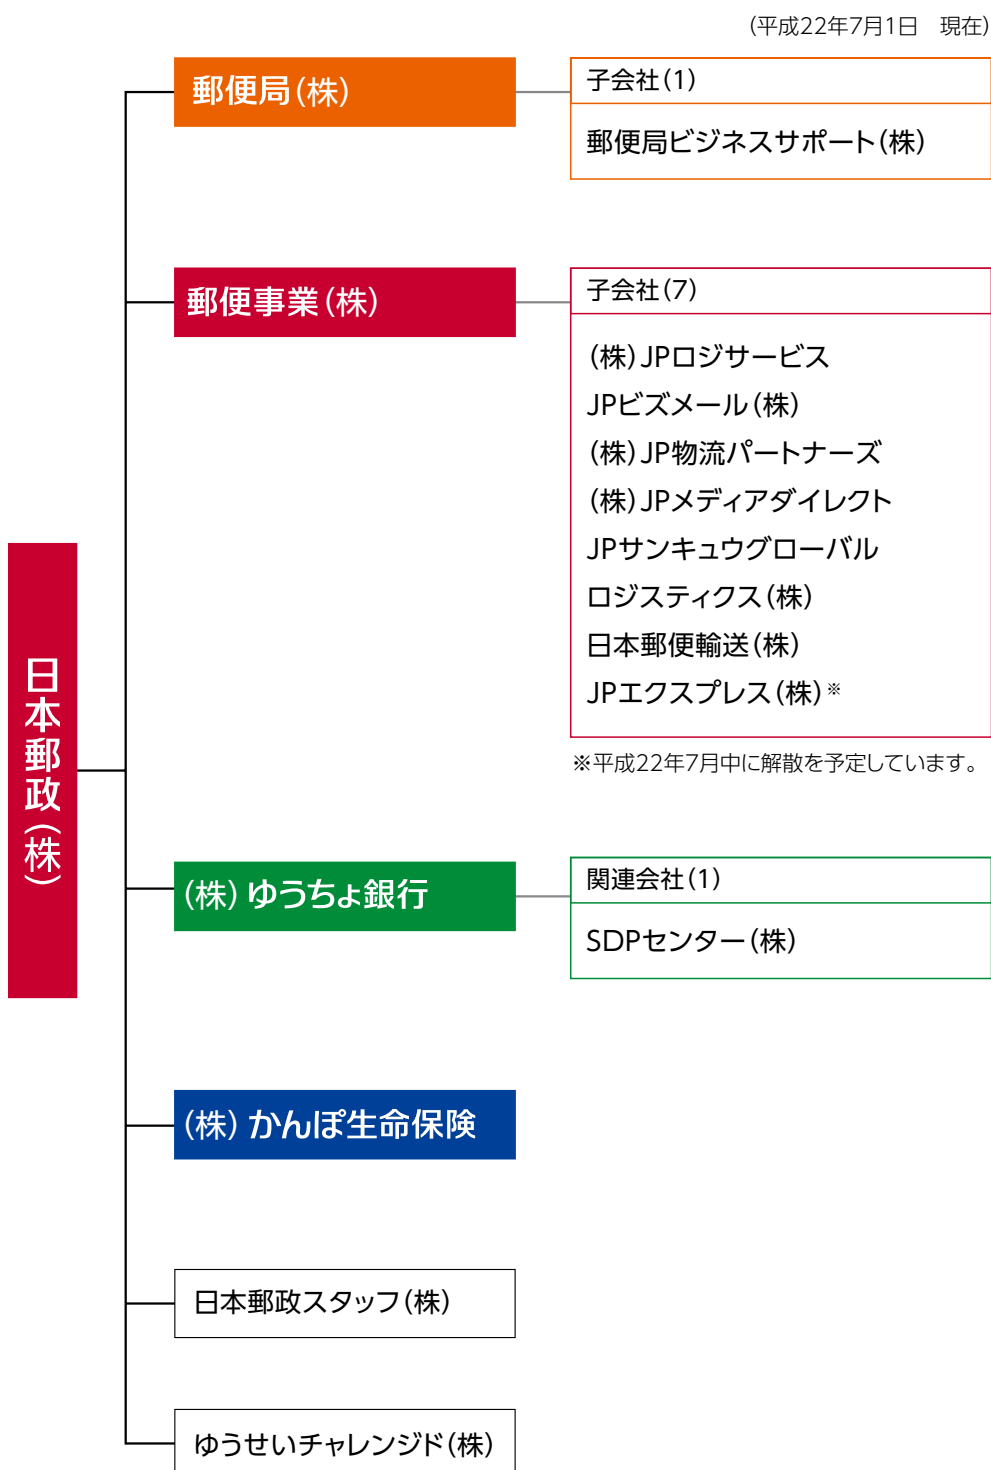 (平成22年7月1日　現在)
郵便局(株)
子会社(1)
郵便局ビジネスサポート(株)
郵便事業(株)
子会社(7)
(株)JPロジサービス
JPビズメール(株)
(株)JP物流パートナーズ
(株)JPメディアダイレクト
JPサンキュウグローバル
ロジスティクス(株)
日本郵便輸送(株)
JPエクスプレス(株)※
※平成22年7月中に解散を予定しています。
日本郵政(株)
(株)ゆうちょ銀行
関連会社(1)
SDPセンター(株)
(株)かんぽ生命保険
日本郵政スタッフ(株)
ゆうせいチャレンジド(株)